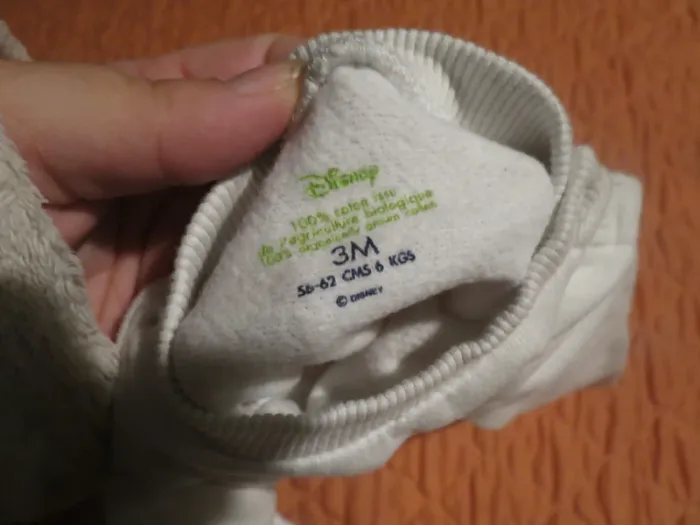 Disney
100% coton issu
de l'agriculture biologique
100% organically grown cotton
3M
56-62 CMS 6 KGS
© DISNEY